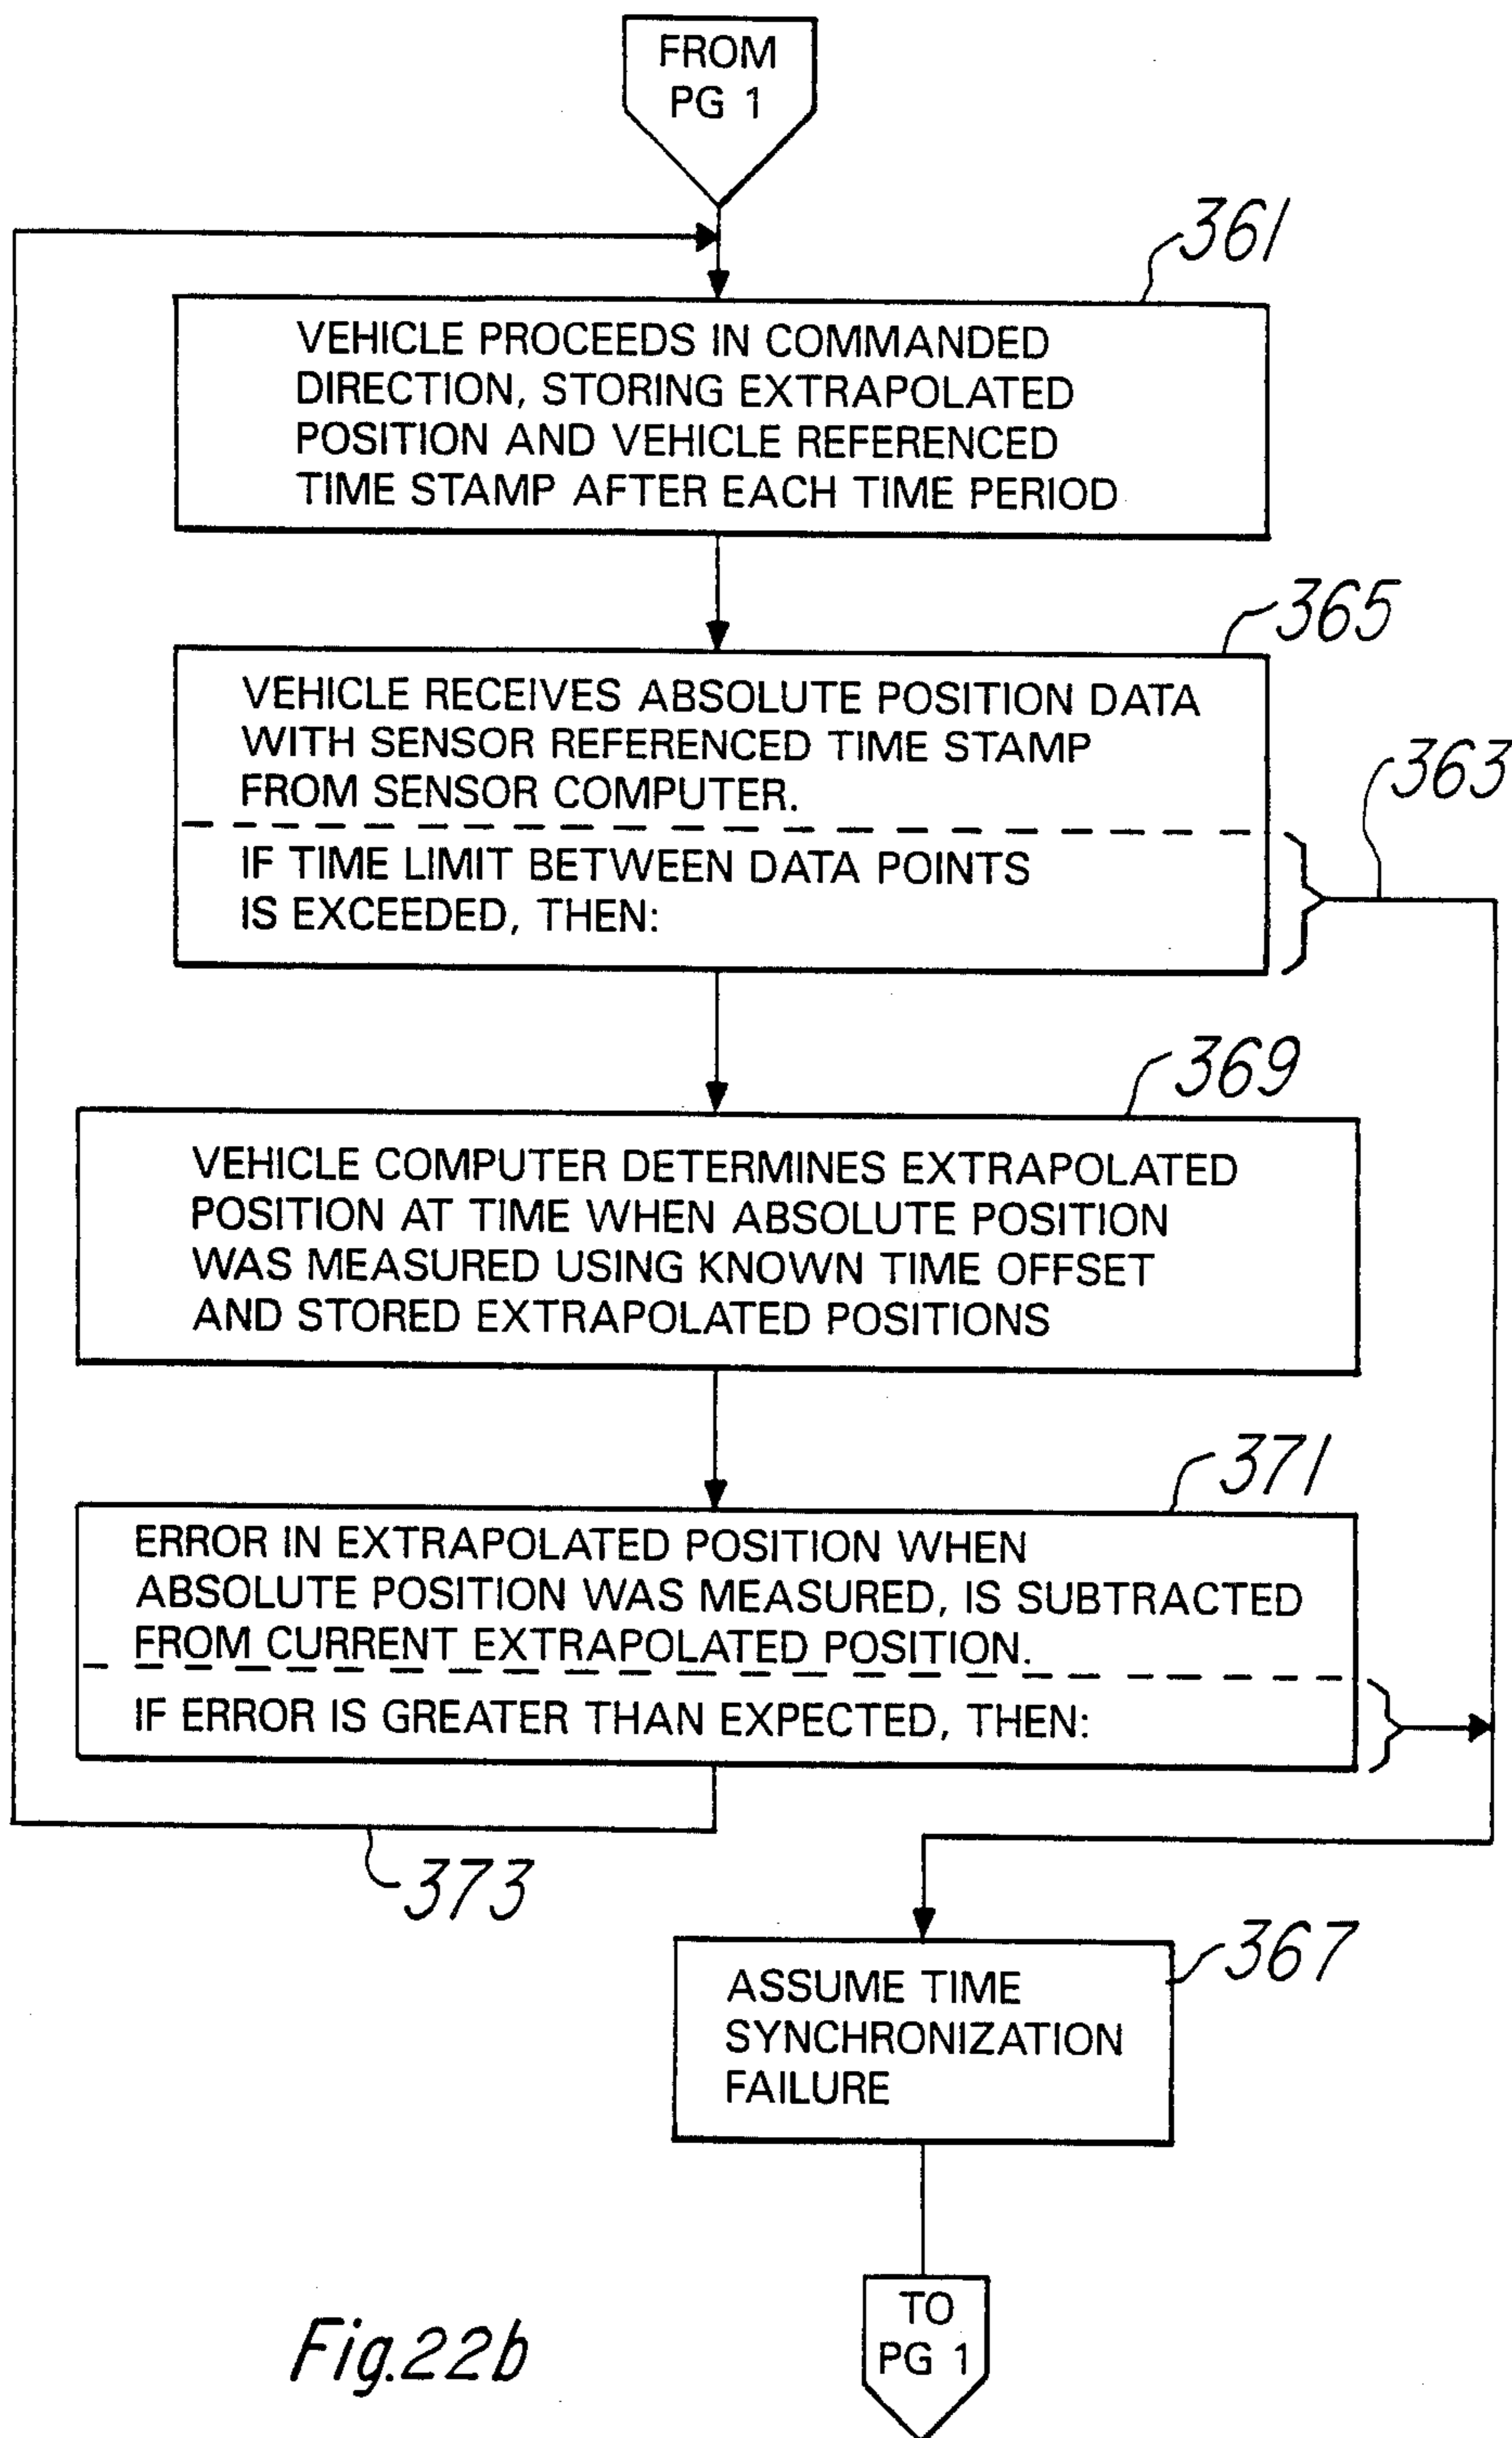 FROM
PG 1
361
VEHICLE PROCEEDS IN COMMANDED
DIRECTION, STORING EXTRAPOLATED
POSITION AND VEHICLE REFERENCED
TIME STAMP AFTER EACH TIME PERIOD
365
VEHICLE RECEIVES ABSOLUTE POSITION DATA
WITH SENSOR REFERENCED TIME STAMP
FROM SENSOR COMPUTER.
363
IF TIME LIMIT BETWEEN DATA POINTS
IS EXCEEDED, THEN:
369
VEHICLE COMPUTER DETERMINES EXTRAPOLATED
POSITION AT TIME WHEN ABSOLUTE POSITION
WAS MEASURED USING KNOWN TIME OFFSET
AND STORED EXTRAPOLATED POSITIONS
371
ERROR IN EXTRAPOLATED POSITION WHEN
ABSOLUTE POSITION WAS MEASURED, IS SUBTRACTED
FROM CURRENT EXTRAPOLATED POSITION.
IF ERROR IS GREATER THAN EXPECTED, THEN:
373
367
ASSUME TIME
SYNCHRONIZATION
FAILURE
TO
PG 1
Fig.22b